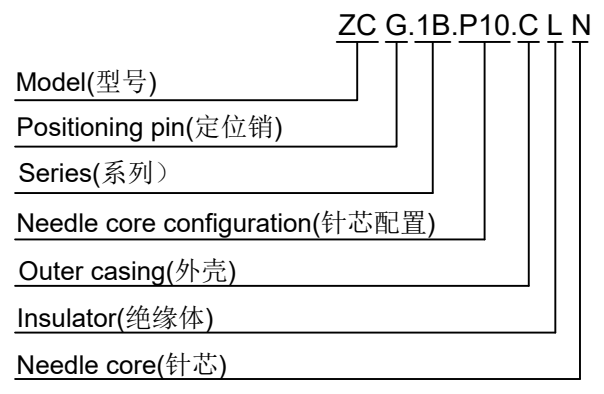 ZC G.1B.P10.C L N
Model(型号)
Positioning pin(定位销)
Series(系列）
Needle core configuration(针芯配置)
Outer casing(外壳)
Insulator(绝缘体)
Needle core(针芯)